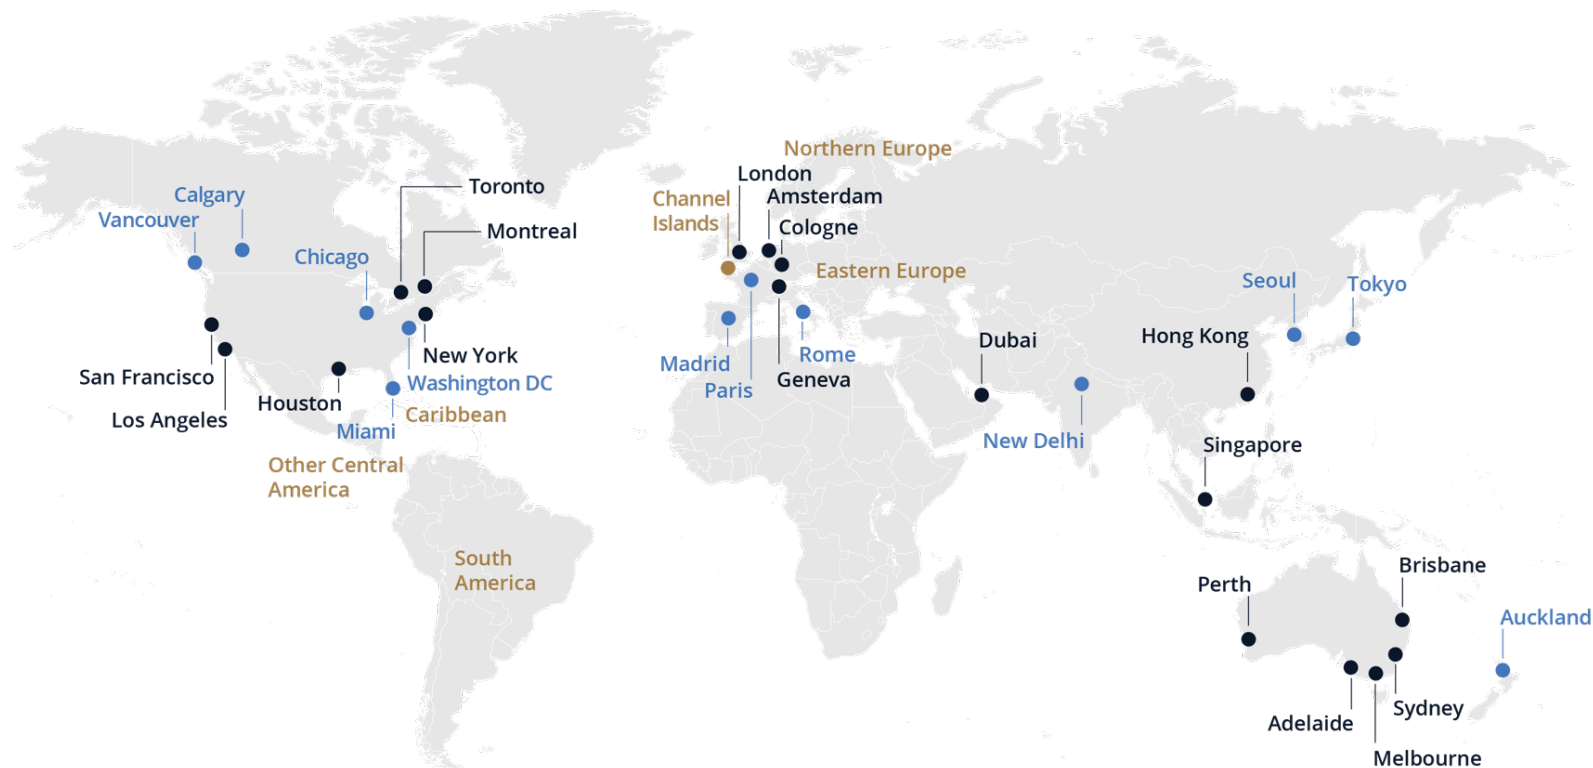 Northern Europe
London
Toronto
Amsterdam
Calgary
Channel
Islands
Vancouver
Cologne
Montreal
Chicago
Eastern Europe
Seoul
Tokyo
Hong Kong
Dubai
New York
Rome
Madrid
San Francisco
Geneva
Washington DC
Paris
Houston
Caribbean
Los Angeles
Miami
New Delhi
Singapore
Other Central
America
South
America
Brisbane
Perth
Auckland
Sydney
Adelaide
Melbourne